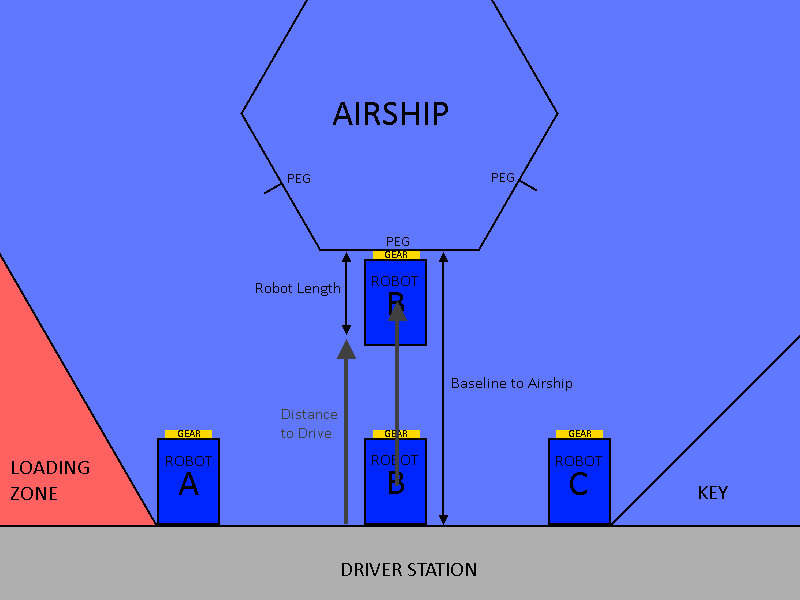 AIRSHIP
PEG
PEG
PEG
GEAR
ROBOT
B
Robot Length
Baseline to Airship
Distance
to Drive
GEAR
ROBOT
A
GEAR
ROBOT
B
GEAR
ROBOT
C
LOADING
ZONE
KEY
DRIVER STATION